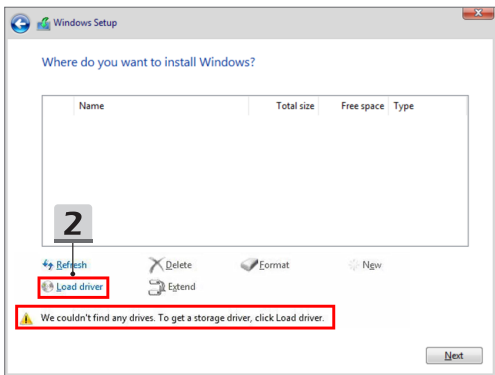 Windows Setup
Where do you want to install Windows?
Name Total size Free space Type
2
Refresh Delete Format New
Load driver Extend
We couldn't find any drives. To get a storage driver, click Load driver.
Next